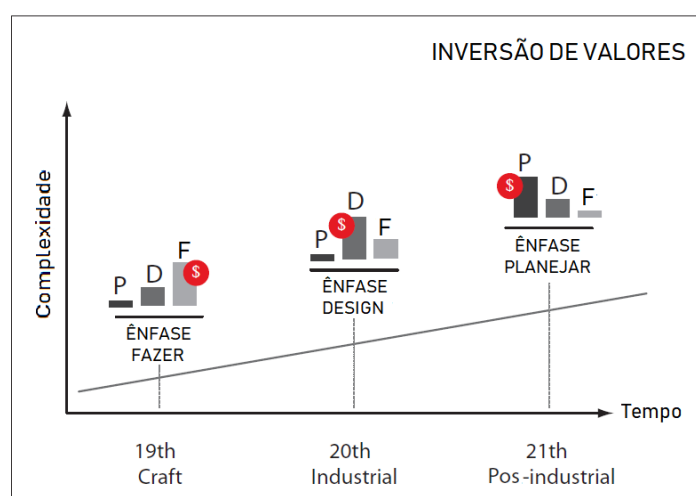 INVERSÃO DE VALORES
Complexidade
P D F $
ÊNFASE
FAZER
P $ D F
ÊNFASE
DESIGN
$ P D F
ÊNFASE
PLANEJAR
Tempo
19th
Craft
20th
Industrial
21th
Pos-industrial